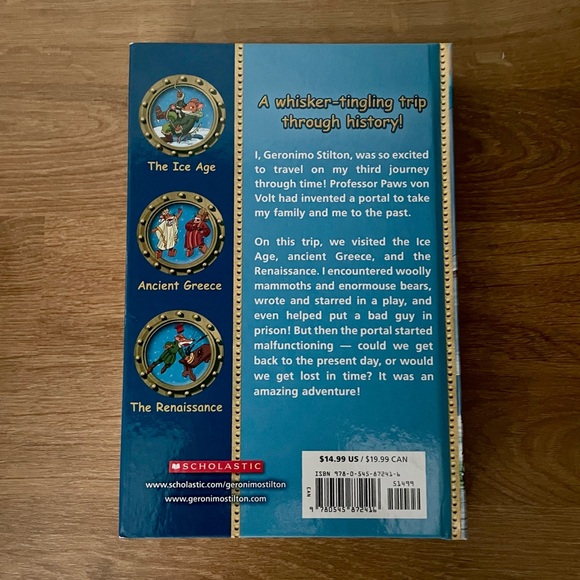 A whisker-tingling trip
through history!
I, Geronimo Stilton, was so excited
to travel on my third journey
through time! Professor Paws von
Volt had invented a portal to take
my family and me to the past.
On this trip, we visited the Ice
Age, ancient Greece, and the
Renaissance. I encountered woolly
mammoths and enormouse bears,
wrote and starred in a play, and
even helped put a bad guy in
prison! But then the portal started
malfunctioning — could we get
back to the present day, or would
we get lost in time? It was an
amazing adventure!
The Ice Age
Ancient Greece
The Renaissance
SCHOLASTIC
www.scholastic.com/geronimostilton
www.geronimostilton.com
$14.99 US / $19.99 CAN
ISBN 978-0-545-87241-6
51499
CAN
9 780545 872416